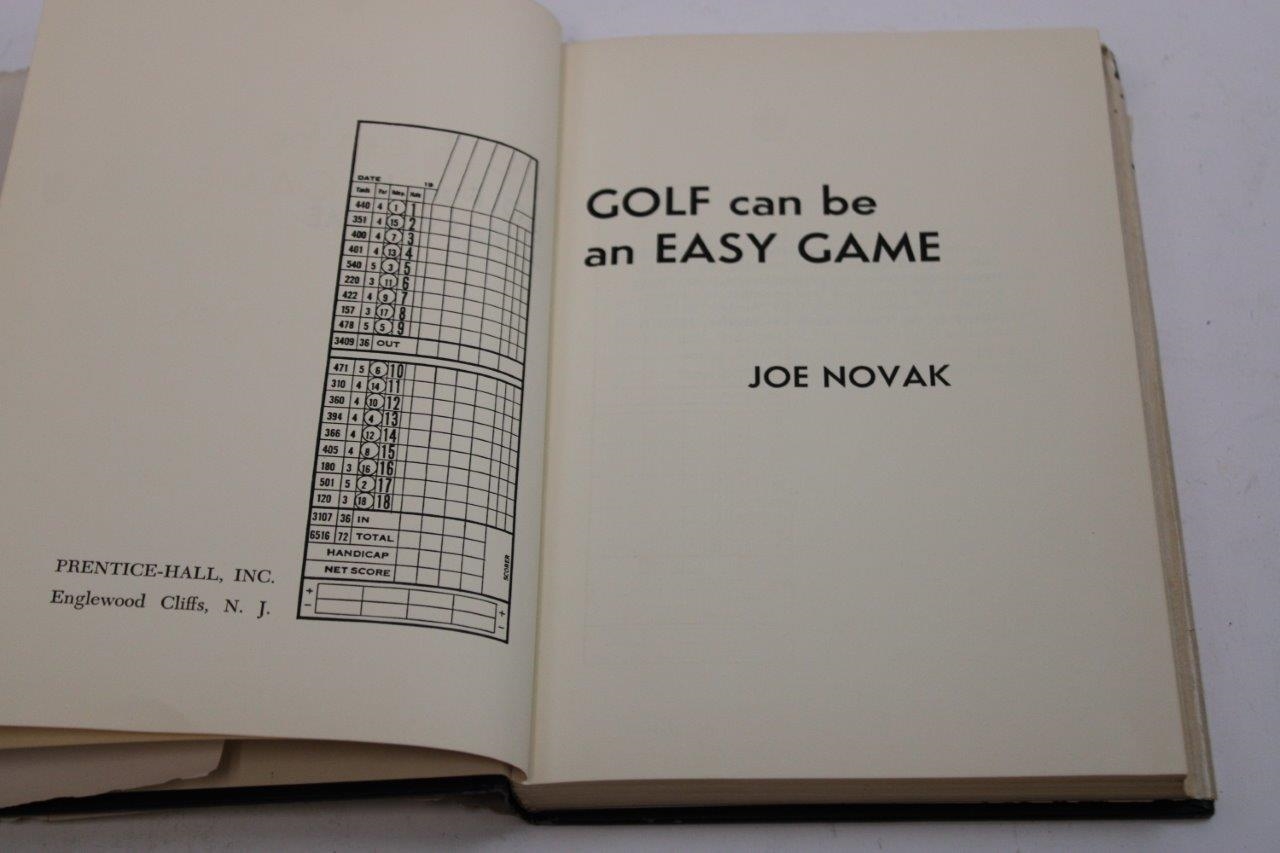 DATE 19
Yards Par Hdcp. Hole
440 4 1 1
351 4 15 2
400 4 7 3
401 4 13 4
540 5 3 5
220 3 11 6
422 4 9 7
157 3 17 8
478 5 5 9
3409 36 OUT
471 5 6 10
310 4 14 11
360 4 10 12
394 4 4 13
366 4 12 14
405 4 8 15
180 3 16 16
501 5 2 17
120 3 18 18
3107 36 IN
6516 72 TOTAL
HANDICAP
NET SCORE
SCORER
+ +
– –
PRENTICE-HALL, INC.
Englewood Cliffs, N. J.
GOLF can be
an EASY GAME
JOE NOVAK